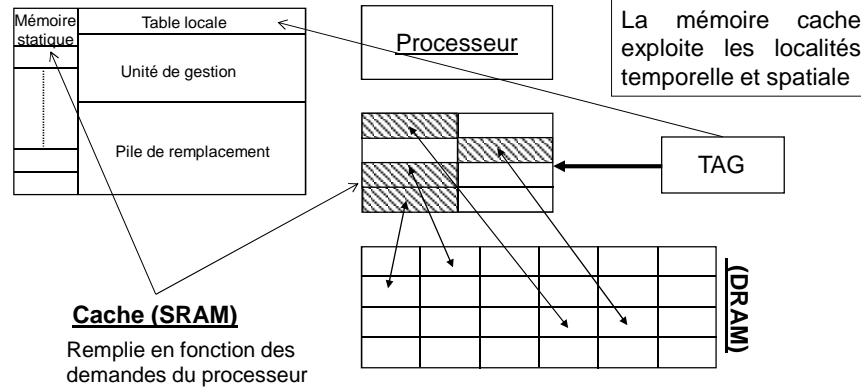 Mémoire
statique
Table locale
Unité de gestion
Pile de remplacement
Processeur
La mémoire cache
exploite les localités
temporelle et spatiale
TAG
(DRAM)
Cache (SRAM)
Remplie en fonction des
demandes du processeur